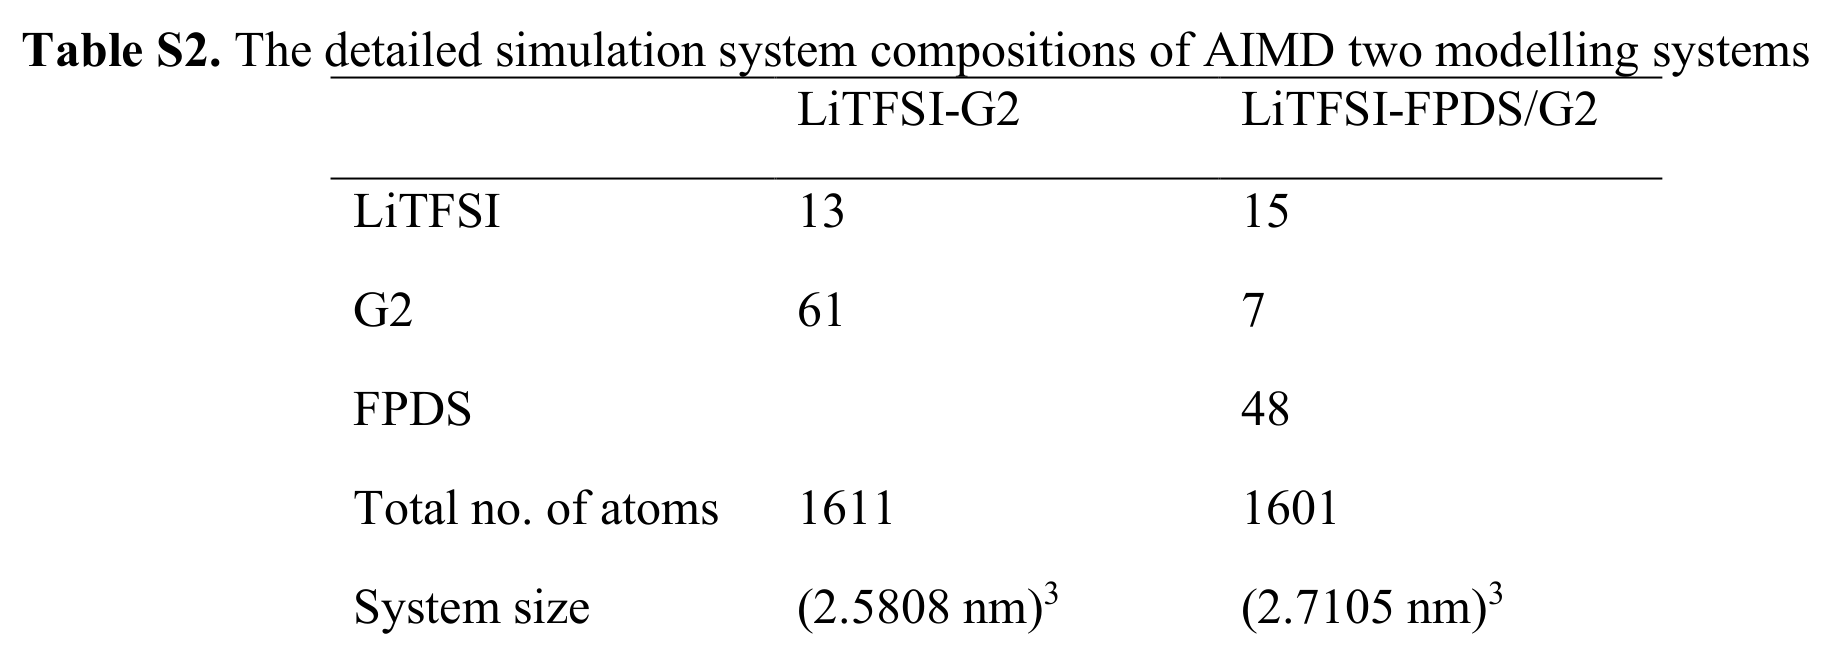 Table S2. The detailed simulation system compositions of AIMD two modelling systems
LiTFSI-G2 LiTFSI-FPDS/G2
LiTFSI 13 15
G2 61 7
FPDS 48
Total no. of atoms 1611 1601
System size (2.5808 nm)³ (2.7105 nm)³